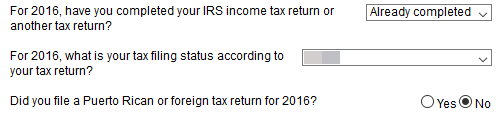 For 2016, have you completed your IRS income tax return or
another tax return?
Already completed
For 2016, what is your tax filing status according to
your tax return?
Did you file a Puerto Rican or foreign tax return for 2016?
Yes No